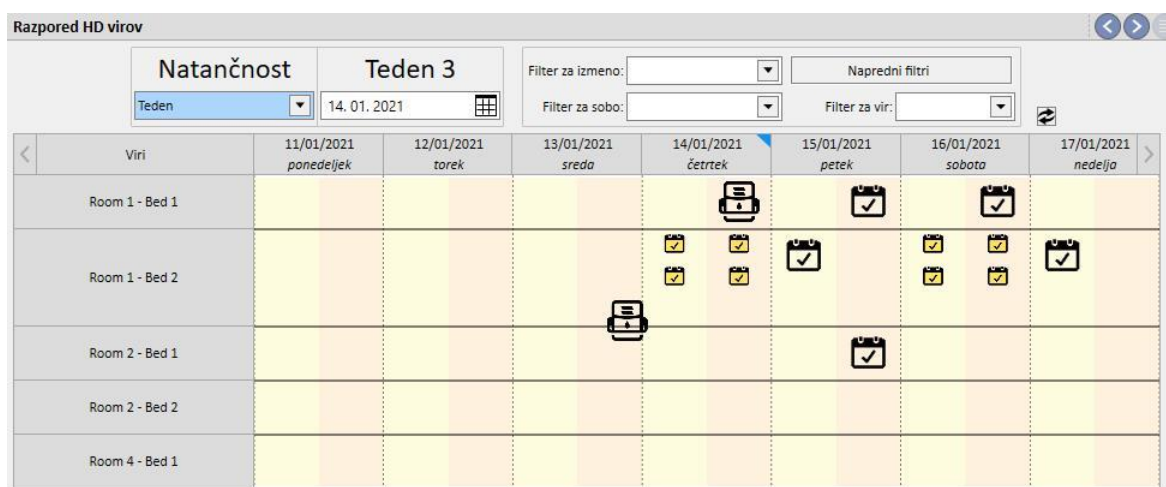 Razpored HD virov
Natančnost
Teden 3
Filter za izmeno:
Napredni filtri
Teden
14. 01. 2021
Filter za sobo:
Filter za vir:
Viri
11/01/2021
ponedeljek
12/01/2021
torek
13/01/2021
sreda
14/01/2021
četrtek
15/01/2021
petek
16/01/2021
sobota
17/01/2021
nedelja
Room 1 - Bed 1
Room 1 - Bed 2
Room 2 - Bed 1
Room 2 - Bed 2
Room 4 - Bed 1